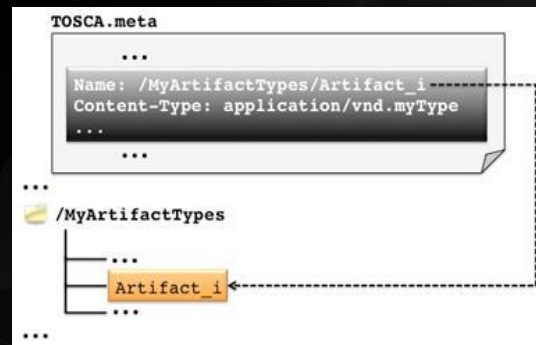 TOSCA.meta
...
Name: /MyArtifactTypes/Artifact_i
Content-Type: application/vnd.myType
...
...
...
/MyArtifactTypes
...
Artifact_i
...
...